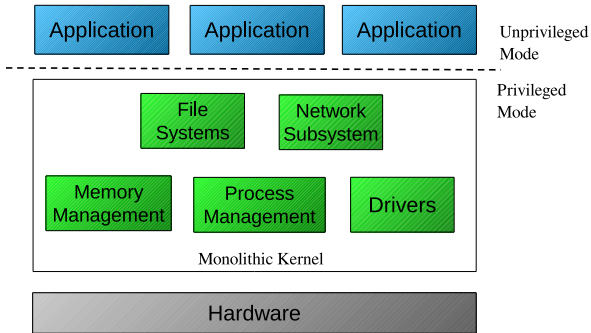 Application
Application
Application
Unprivileged
Mode
Privileged
Mode
File
Systems
Network
Subsystem
Memory
Management
Process
Management
Drivers
Monolithic Kernel
Hardware